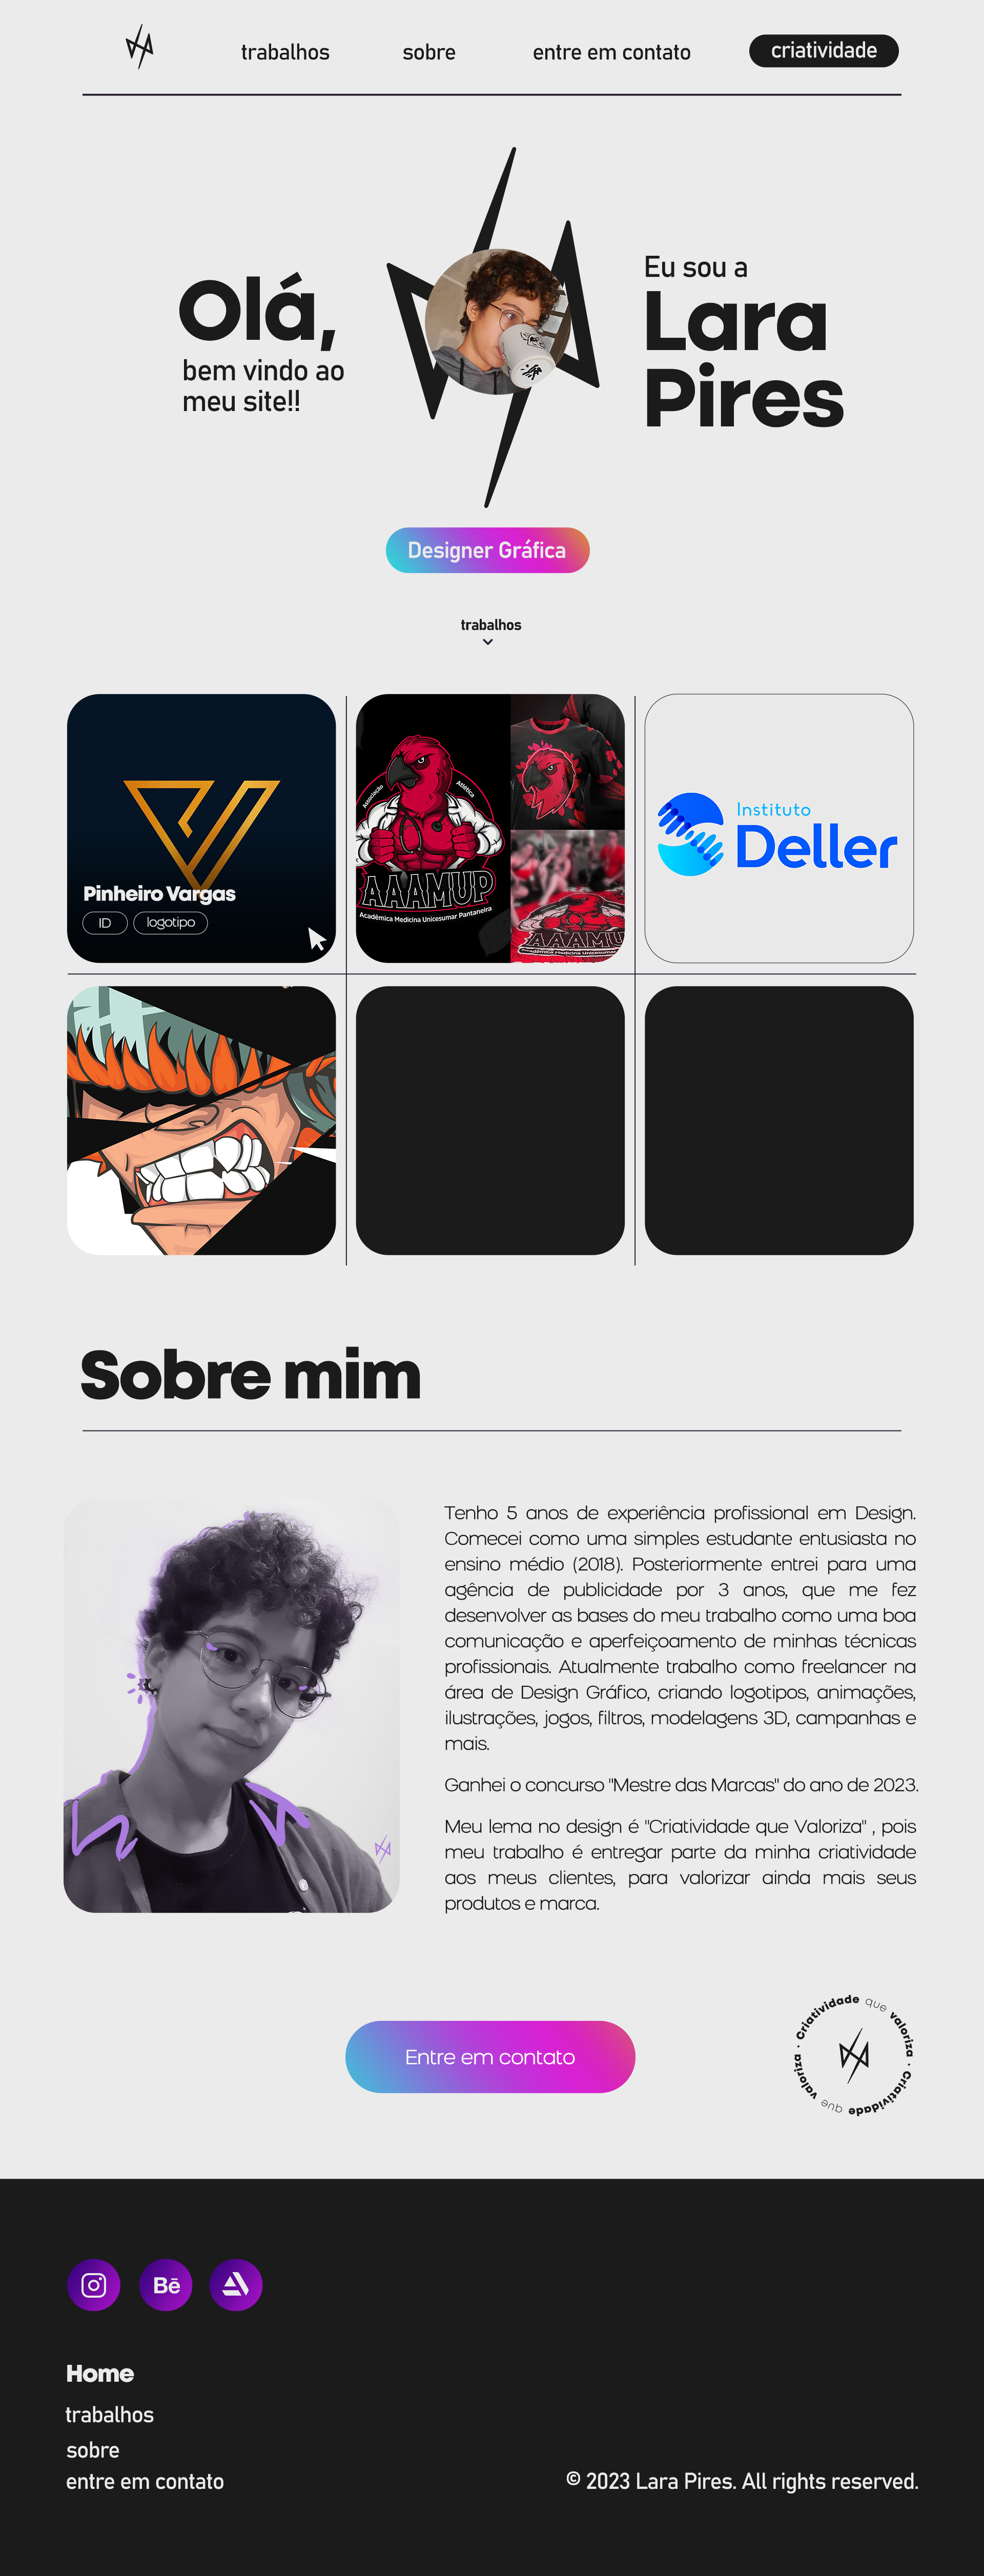 trabalhos
sobre
entre em contato
criatividade
Olá,
bem vindo ao
meu site!!
Eu sou a
Lara
Pires
Designer Gráfica
trabalhos
Pinheiro Vargas
ID
logotipo
Associação
Atlética
AAAMUP
Acadêmica Medicina Unicesumar Pantaneira
AAAMU
Acadêmica Medicina Unicesumar
Instituto
Deller
Sobre mim
Tenho 5 anos de experiência profissional em Design.
Comecei como uma simples estudante entusiasta no
ensino médio (2018). Posteriormente entrei para uma
agência de publicidade por 3 anos, que me fez
desenvolver as bases do meu trabalho como uma boa
comunicação e aperfeiçoamento de minhas técnicas
profissionais. Atualmente trabalho como freelancer na
área de Design Gráfico, criando logotipos, animações,
ilustrações, jogos, filtros, modelagens 3D, campanhas e
mais.
Ganhei o concurso "Mestre das Marcas" do ano de 2023.
Meu lema no design é "Criatividade que Valoriza" , pois
meu trabalho é entregar parte da minha criatividade
aos meus clientes, para valorizar ainda mais seus
produtos e marca.
Entre em contato
Criatividade que valoriza · Criatividade que valoriza ·
Bē
Home
trabalhos
sobre
entre em contato
© 2023 Lara Pires. All rights reserved.